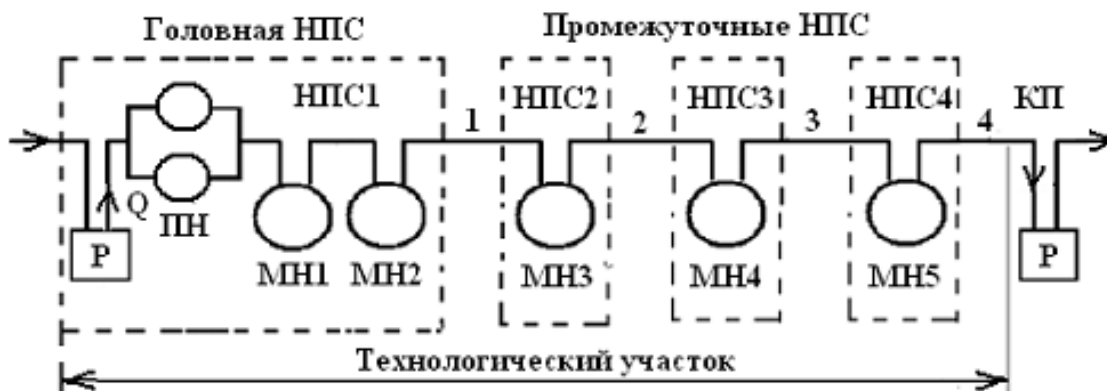 Головная НПС
Промежуточные НПС
НПС1
1
НПС2
2
НПС3
3
НПС4
4
КП
Q
ПН
Р
МН1
МН2
МН3
МН4
МН5
Р
Технологический участок